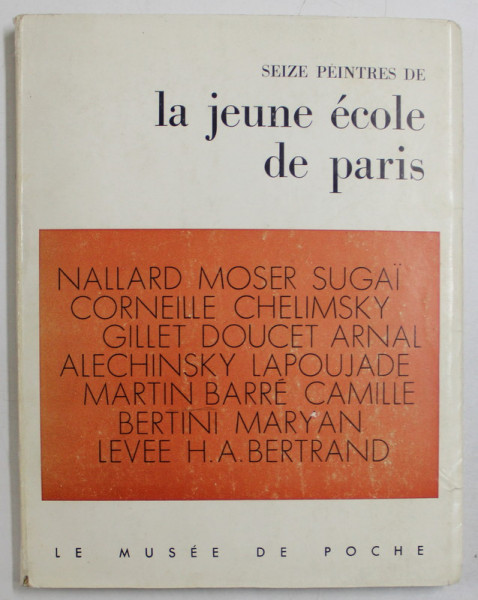 SEIZE PEINTRES DE
la jeune école
de paris
NALLARD MOSER SUGAÏ
CORNEILLE CHELIMSKY
GILLET DOUCET ARNAL
ALECHINSKY LAPOUJADE
MARTIN BARRÉ CAMILLE
BERTINI MARYAN
LEVEE H.A.BERTRAND
LE MUSÉE DE POCHE